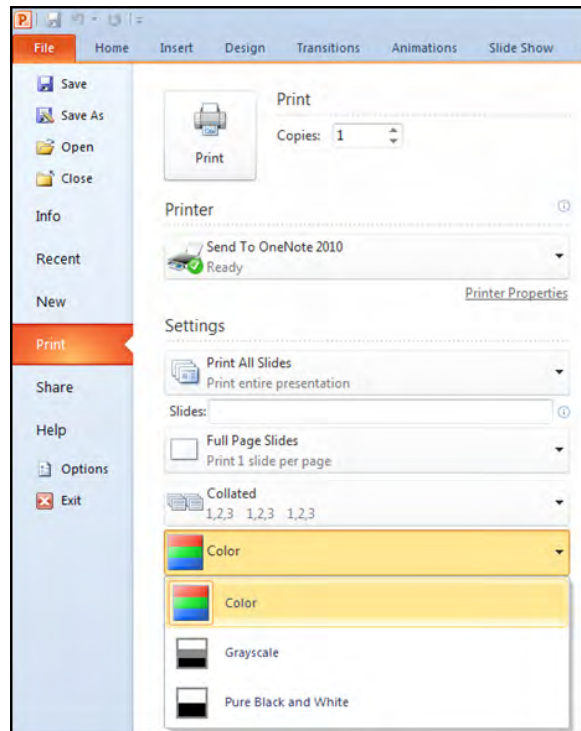 P
File Home Insert Design Transitions Animations Slide Show
Save
Save As
Open
Close
Info
Recent
New
Print
Share
Help
Options
Exit
Print
Print
Copies: 1
Printer
Send To OneNote 2010
Ready
Printer Properties
Settings
Print All Slides
Print entire presentation
Slides:
Full Page Slides
Print 1 slide per page
Collated
1,2,3 1,2,3 1,2,3
Color
Color
Grayscale
Pure Black and White